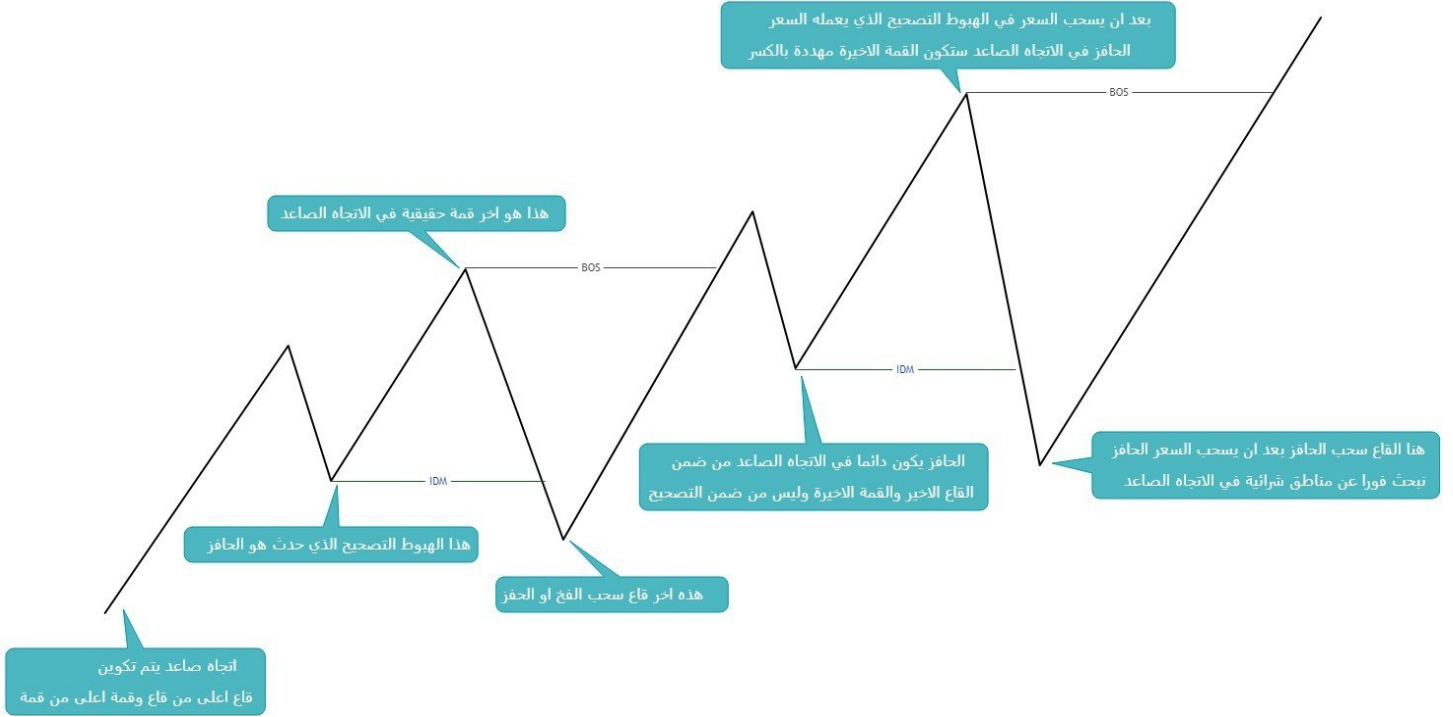 بعد ان يسحب السعر في الهبوط التصحيح الذي يعمله السعر
الحافز في الاتجاه الصاعد ستكون القمة الاخيرة مهددة بالكسر
BOS
هذا هو اخر قمة حقيقية في الاتجاه الصاعد
BOS
IDM
هنا القاع سحب الحافز بعد ان يسحب السعر الحافز
نبحث فورا عن مناطق شرائية في الاتجاه الصاعد
الحافز يكون دائما في الاتجاه الصاعد من ضمن
القاع الاخير والقمة الاخيرة وليس من ضمن التصحيح
IDM
هذا الهبوط التصحيح الذي حدث هو الحافز
هذه اخر قاع سحب الفخ او الحفز
اتجاه صاعد يتم تكوين
قاع اعلى من قاع وقمة اعلى من قمة